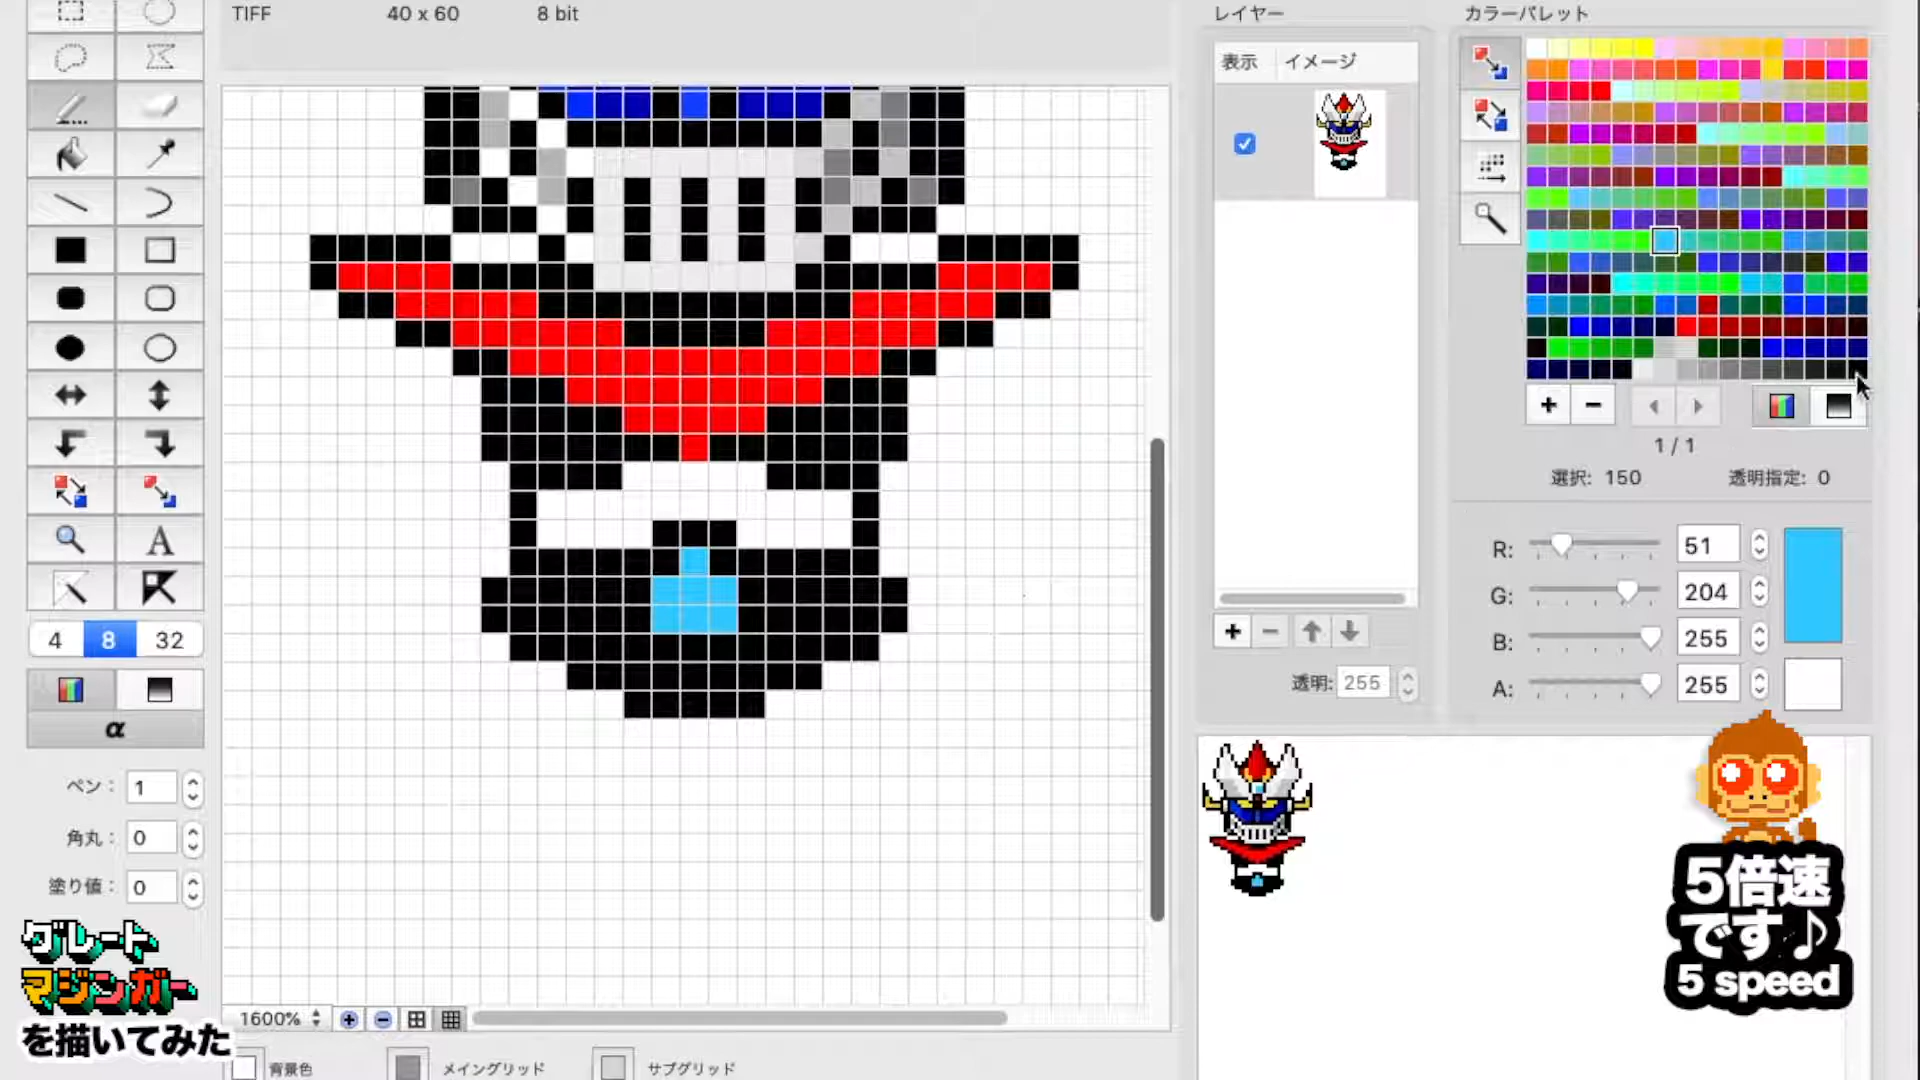 TIFF
40 x 60
8 bit
レイヤー
カラーパレット
表示
イメージ
1 / 1
選択: 150
透明指定: 0
R:
51
G:
204
B:
255
A:
255
透明:
255
A
4
8
32
α
ペン:
1
角丸:
0
塗り値:
0
1600%
背景色
メイングリッド
サブグリッド
グレート
マジンガー
を描いてみた
5倍速
です♪
5 speed